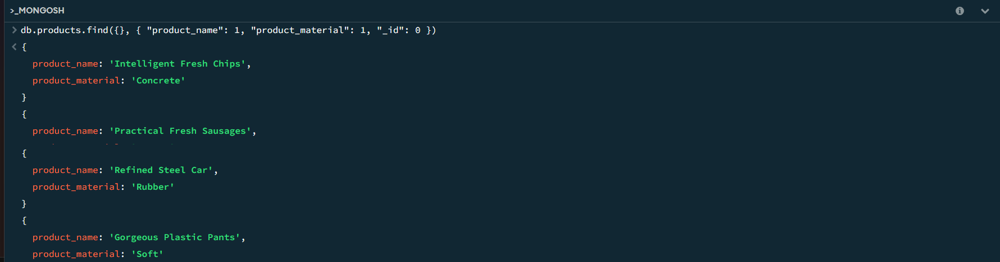 >_MONGOSH
> db.products.find({}, { "product_name": 1, "product_material": 1, "_id": 0 })
< {
product_name: 'Intelligent Fresh Chips',
product_material: 'Concrete'
}
{
product_name: 'Practical Fresh Sausages',
{
product_name: 'Refined Steel Car',
product_material: 'Rubber'
}
{
product_name: 'Gorgeous Plastic Pants',
product_material: 'Soft'